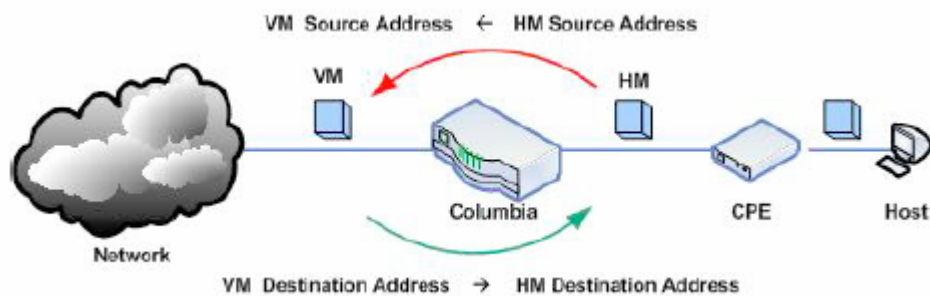 VM Source Address ← HM Source Address
VM
HM
Columbia
CPE
Host
Network
VM Destination Address → HM Destination Address